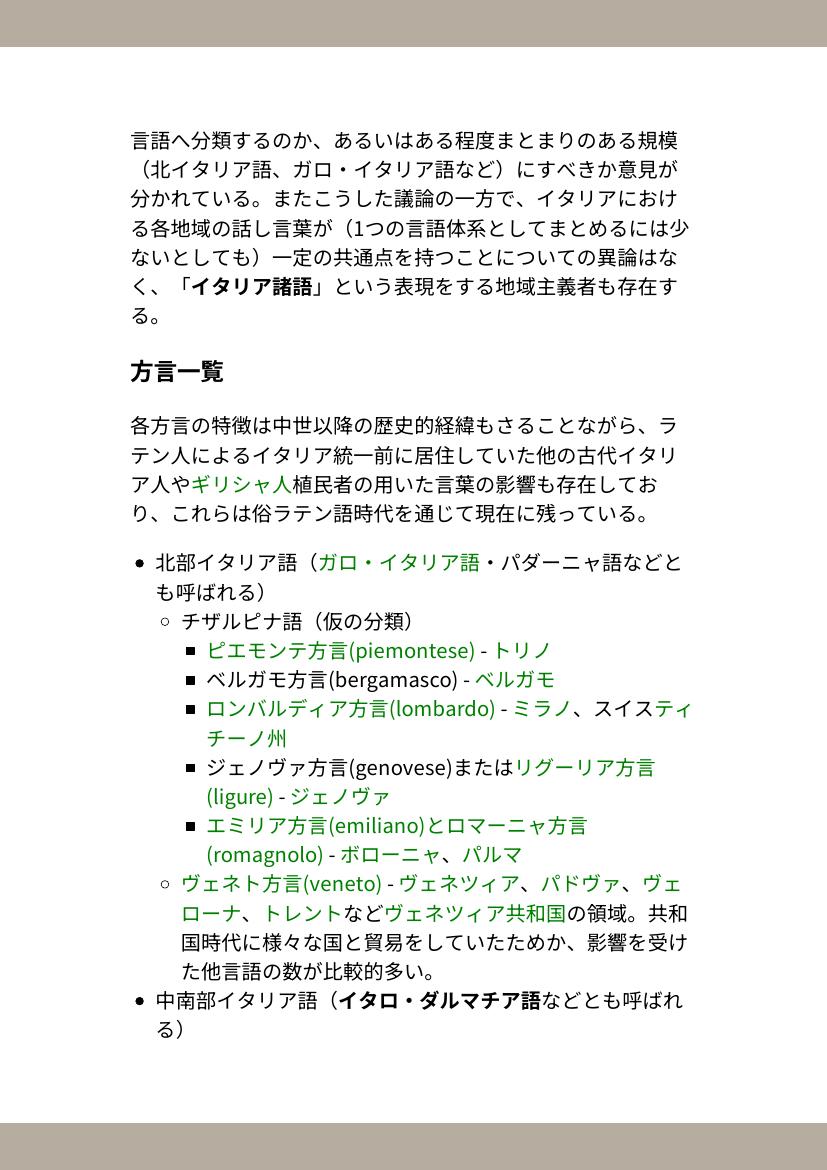 言語へ分類するのか、あるいはある程度まとまりのある規模
（北イタリア語、ガロ・イタリア語など）にすべきか意見が
分かれている。またこうした議論の一方で、イタリアにおけ
る各地域の話し言葉が（1つの言語体系としてまとめるには少
ないとしても）一定の共通点を持つことについての異論はな
く、「イタリア諸語」という表現をする地域主義者も存在す
る。
方言一覧
各方言の特徴は中世以降の歴史的経緯もさることながら、ラ
テン人によるイタリア統一前に居住していた他の古代イタリ
ア人やギリシャ人植民者の用いた言葉の影響も存在してお
り、これらは俗ラテン語時代を通じて現在に残っている。
• 北部イタリア語（ガロ・イタリア語・パダーニャ語などと
も呼ばれる）
○ チザルピナ語（仮の分類）
■ ピエモンテ方言(piemontese) - トリノ
■ ベルガモ方言(bergamasco) - ベルガモ
■ ロンバルディア方言(lombardo) - ミラノ、スイスティ
チーノ州
■ ジェノヴァ方言(genovese)またはリグーリア方言
(ligure) - ジェノヴァ
■ エミリア方言(emiliano)とロマーニャ方言
(romagnolo) - ボローニャ、パルマ
○ ヴェネト方言(veneto) - ヴェネツィア、パドヴァ、ヴェ
ローナ、トレントなどヴェネツィア共和国の領域。共和
国時代に様々な国と貿易をしていたためか、影響を受け
た他言語の数が比較的多い。
• 中南部イタリア語（イタロ・ダルマチア語などとも呼ばれ
る）